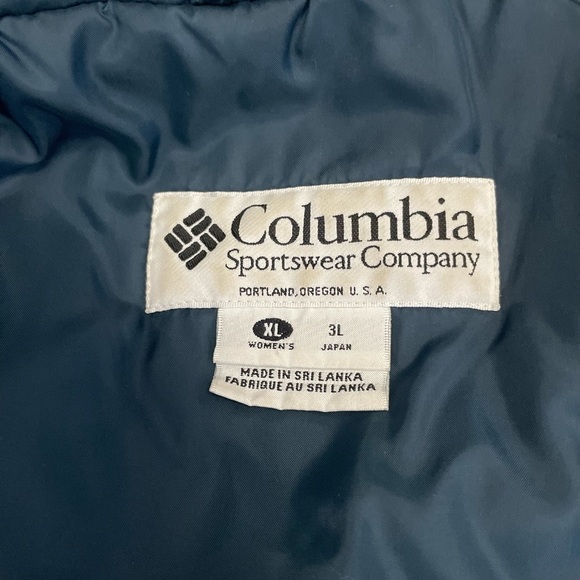 Columbia
Sportswear Company
PORTLAND, OREGON U. S. A.
XL 3L
WOMEN'S JAPAN
MADE IN SRI LANKA
FABRIQUE AU SRI LANKA